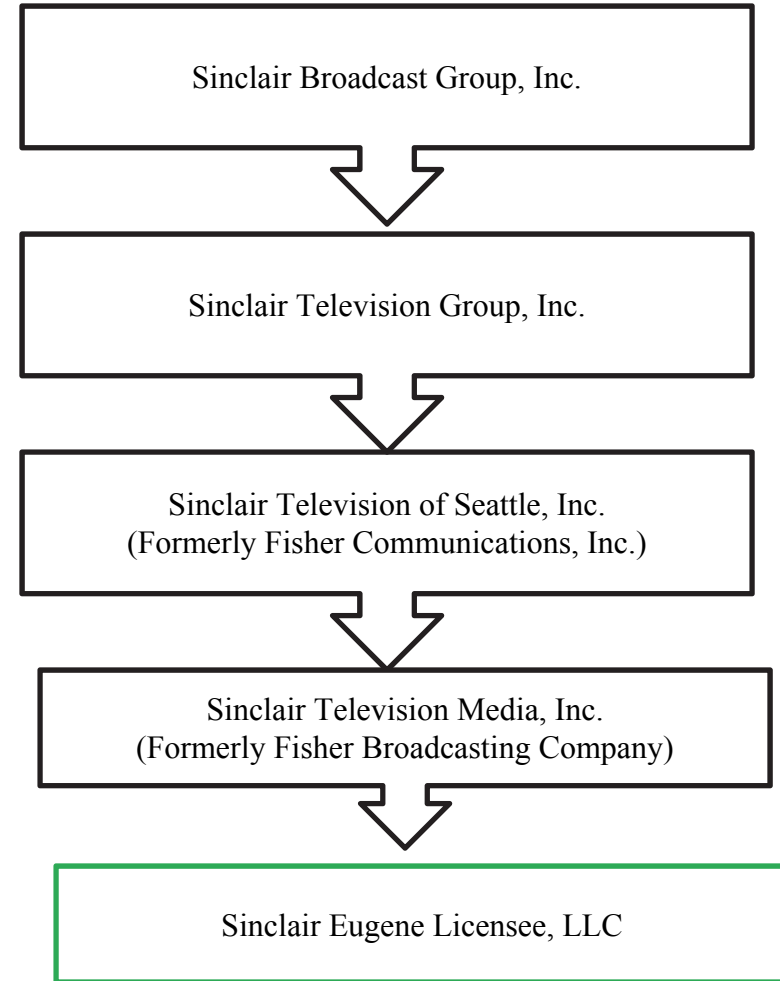 Sinclair Broadcast Group, Inc.
Sinclair Television Group, Inc.
Sinclair Television of Seattle, Inc.
(Formerly Fisher Communications, Inc.)
Sinclair Television Media, Inc.
(Formerly Fisher Broadcasting Company)
Sinclair Eugene Licensee, LLC